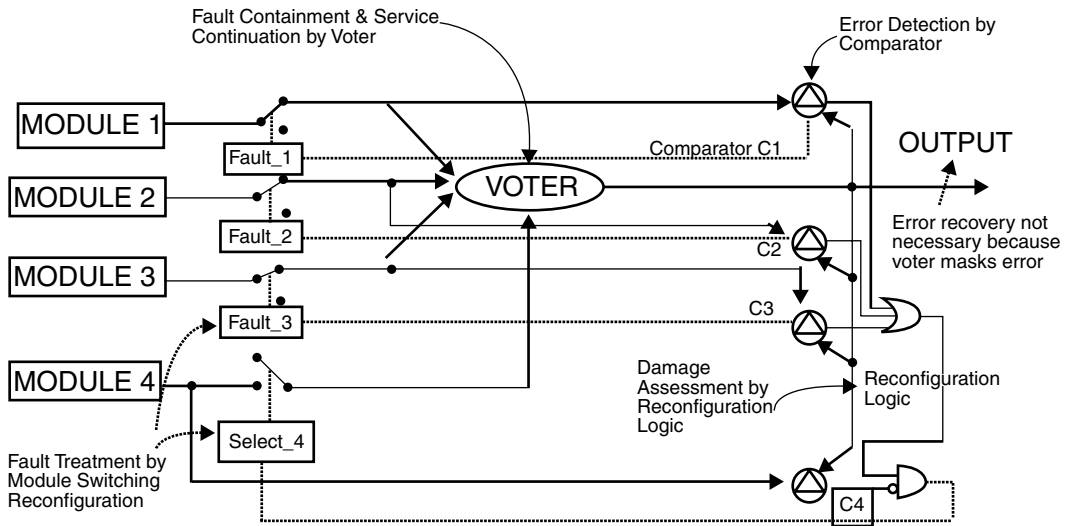 Fault Containment & Service
Continuation by Voter
Error Detection by
Comparator
MODULE 1
Fault_1
Comparator C1
OUTPUT
MODULE 2
VOTER
Fault_2
C2
Error recovery not
necessary because
voter masks error
MODULE 3
Fault_3
C3
MODULE 4
Damage
Assessment by
Reconfiguration
Logic
Reconfiguration
Logic
Select_4
Fault Treatment by
Module Switching
Reconfiguration
C4